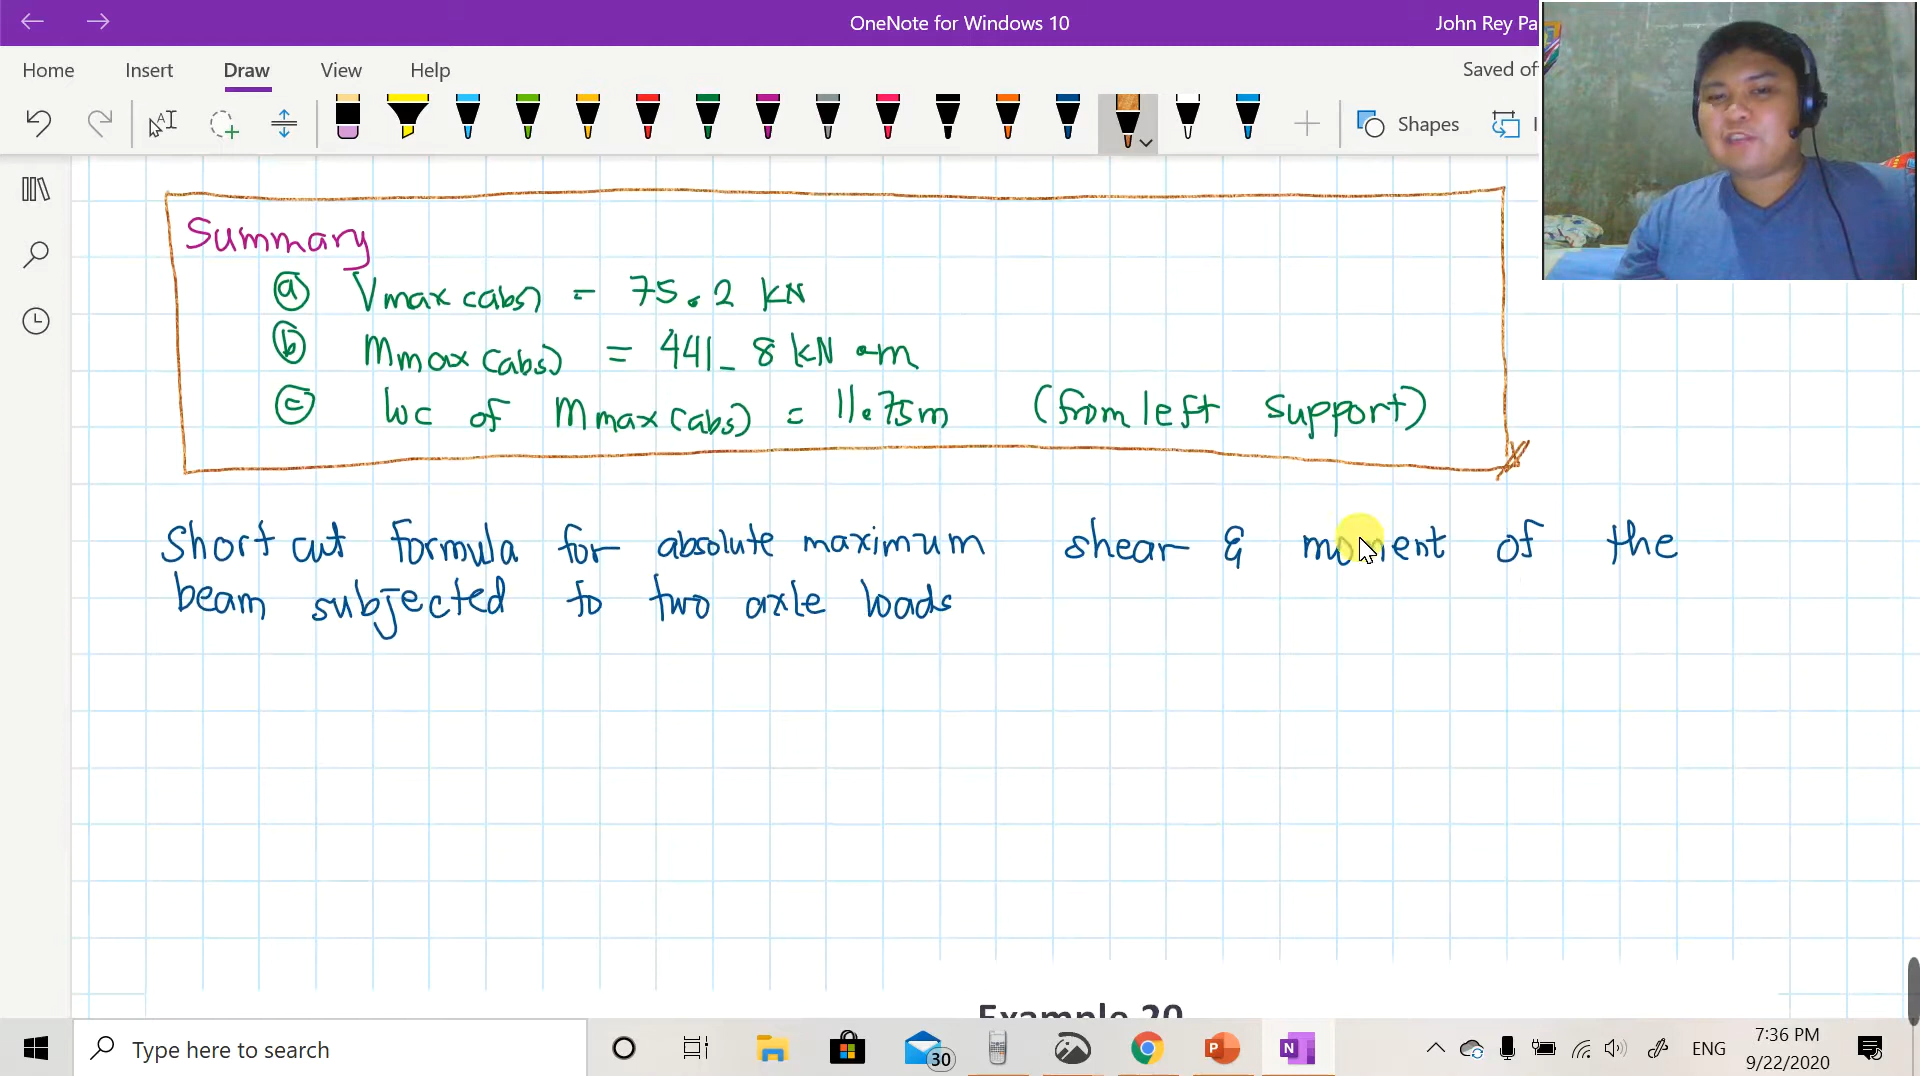 OneNote for Windows 10
John Rey Pa
Home Insert Draw View Help
Saved of
Shapes
Summary
(a) Vmax(abs) = 75.2 kN
(b) Mmax(abs) = 441.8 kN-m
(c) loc of Mmax(abs) = 11.75m (from left support)
Short cut formula for absolute maximum shear & moment of the
beam subjected to two axle loads
Example 20
Type here to search
30
ENG
7:36 PM
9/22/2020